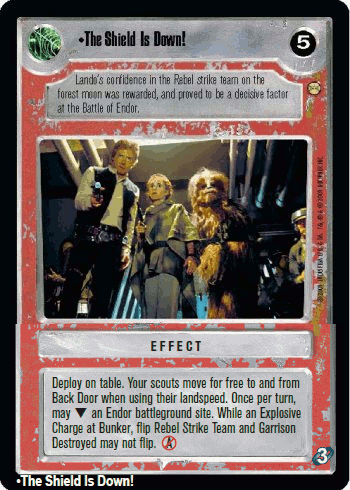 •The Shield Is Down!
5
Lando's confidence in the Rebel strike team on the
forest moon was rewarded, and proved to be a decisive factor
at the Battle of Endor.
EFFECT
Deploy on table. Your scouts move for free to and from
Back Door when using their landspeed. Once per turn,
may ▼ an Endor battleground site. While an Explosive
Charge at Bunker, flip Rebel Strike Team and Garrison
Destroyed may not flip. Ⓐ
3
•The Shield Is Down!